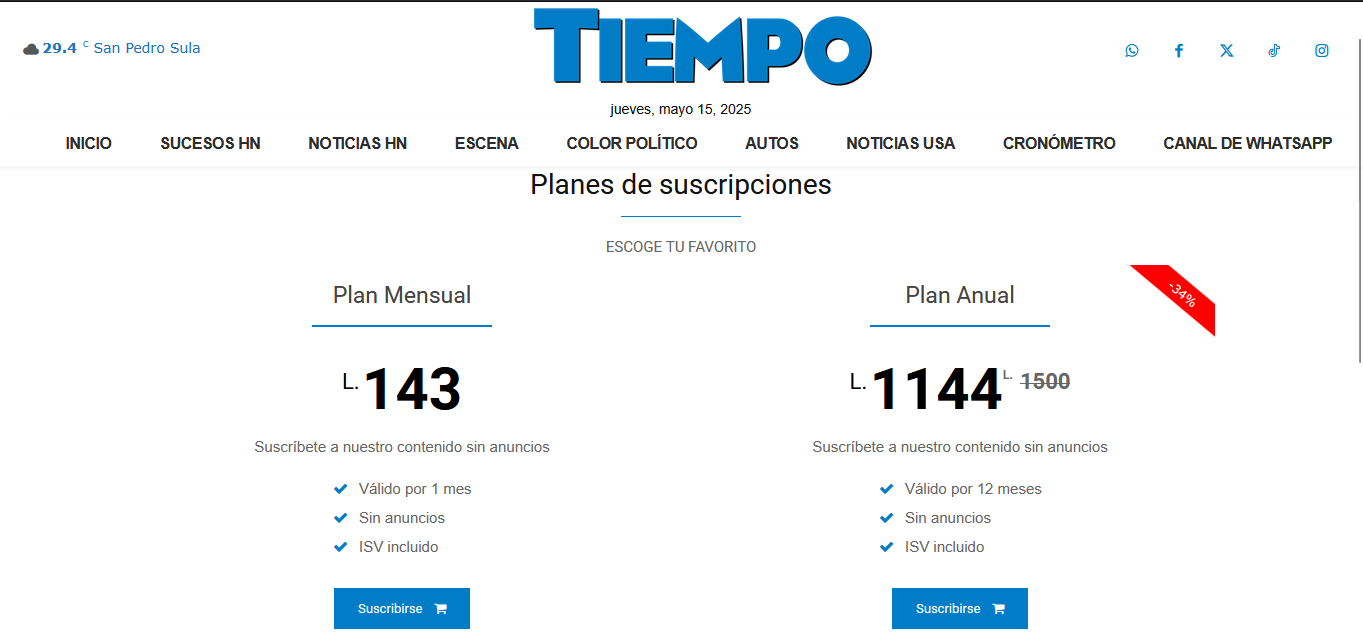 29.4 C San Pedro Sula
TIEMPO
jueves, mayo 15, 2025
INICIO SUCESOS HN NOTICIAS HN ESCENA COLOR POLÍTICO AUTOS NOTICIAS USA CRONÓMETRO CANAL DE WHATSAPP
Planes de suscripciones
ESCOGE TU FAVORITO
Plan Mensual
L. 143
Suscríbete a nuestro contenido sin anuncios
Válido por 1 mes
Sin anuncios
ISV incluido
Suscribirse
-34%
Plan Anual
L. 1144 L. 1500
Suscríbete a nuestro contenido sin anuncios
Válido por 12 meses
Sin anuncios
ISV incluido
Suscribirse